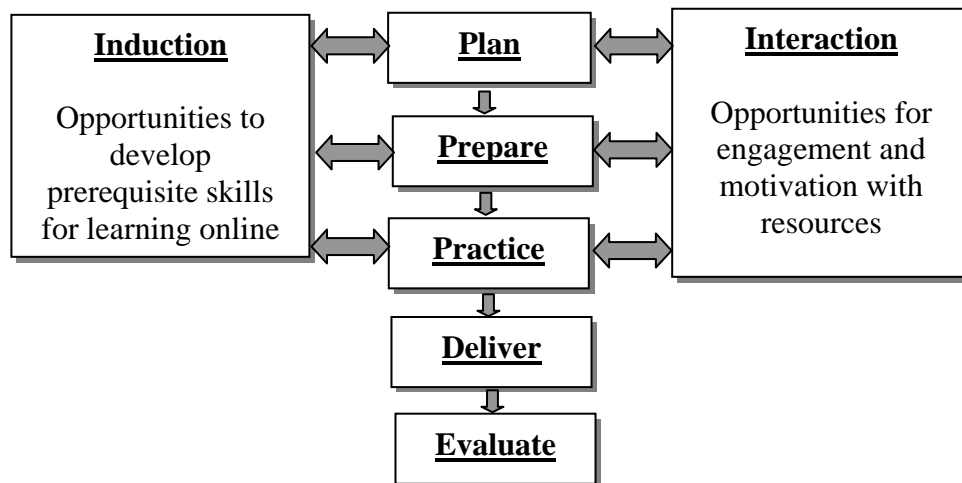 Induction
Opportunities to
develop
prerequisite skills
for learning online
Plan
Prepare
Practice
Deliver
Evaluate
Interaction
Opportunities for
engagement and
motivation with
resources